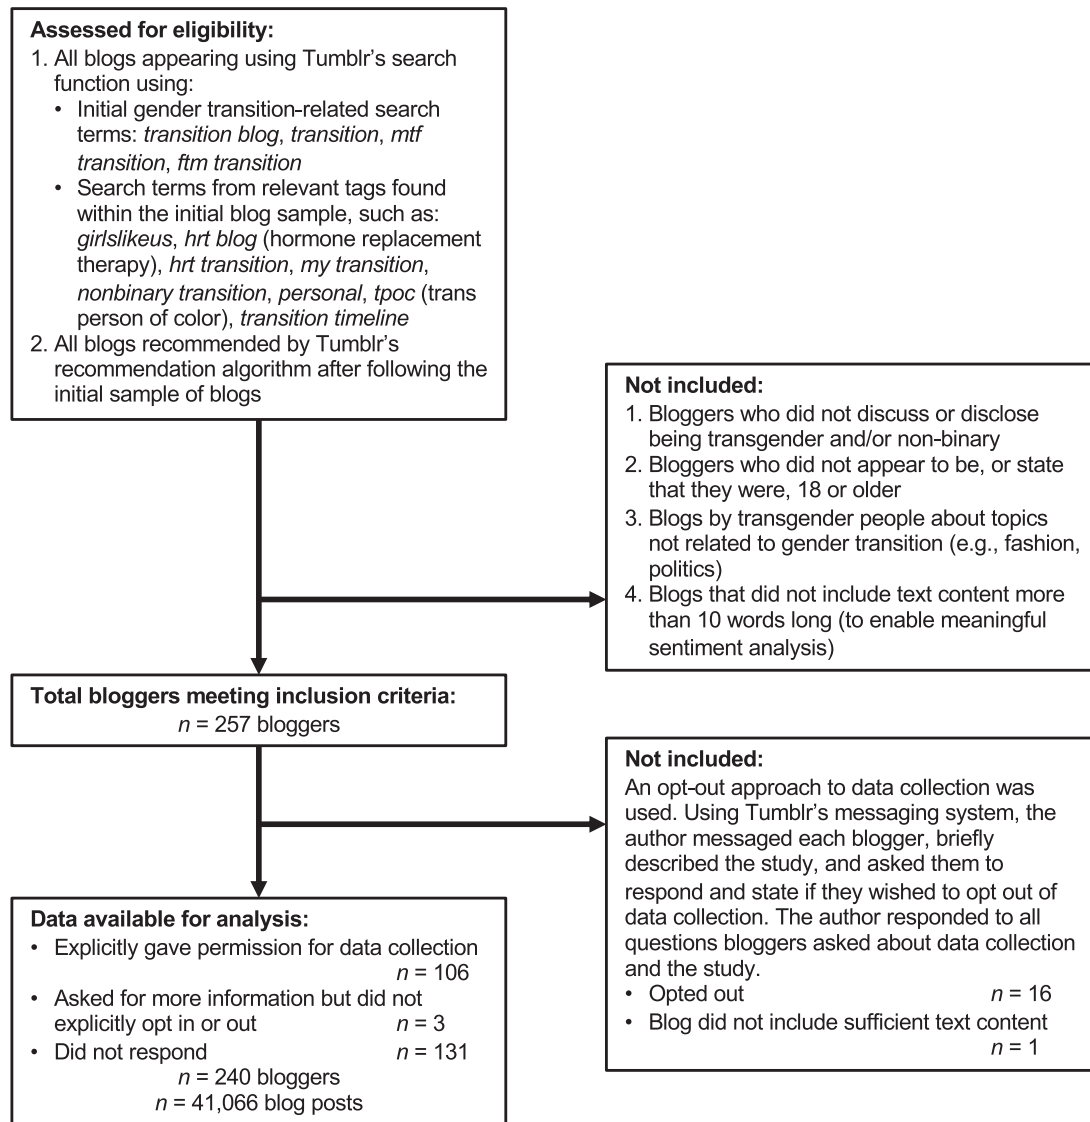 Assessed for eligibility:
1. All blogs appearing using Tumblr's search
function using:
• Initial gender transition-related search
terms: transition blog, transition, mtf
transition, ftm transition
• Search terms from relevant tags found
within the initial blog sample, such as:
girlslikeus, hrt blog (hormone replacement
therapy), hrt transition, my transition,
nonbinary transition, personal, tpoc (trans
person of color), transition timeline
2. All blogs recommended by Tumblr's
recommendation algorithm after following the
initial sample of blogs
Not included:
1. Bloggers who did not discuss or disclose
being transgender and/or non-binary
2. Bloggers who did not appear to be, or state
that they were, 18 or older
3. Blogs by transgender people about topics
not related to gender transition (e.g., fashion,
politics)
4. Blogs that did not include text content more
than 10 words long (to enable meaningful
sentiment analysis)
Total bloggers meeting inclusion criteria:
n = 257 bloggers
Not included:
An opt-out approach to data collection was
used. Using Tumblr's messaging system, the
author messaged each blogger, briefly
described the study, and asked them to
respond and state if they wished to opt out of
data collection. The author responded to all
questions bloggers asked about data collection
and the study.
• Opted out n = 16
• Blog did not include sufficient text content
n = 1
Data available for analysis:
• Explicitly gave permission for data collection
n = 106
• Asked for more information but did not
explicitly opt in or out n = 3
• Did not respond n = 131
n = 240 bloggers
n = 41,066 blog posts